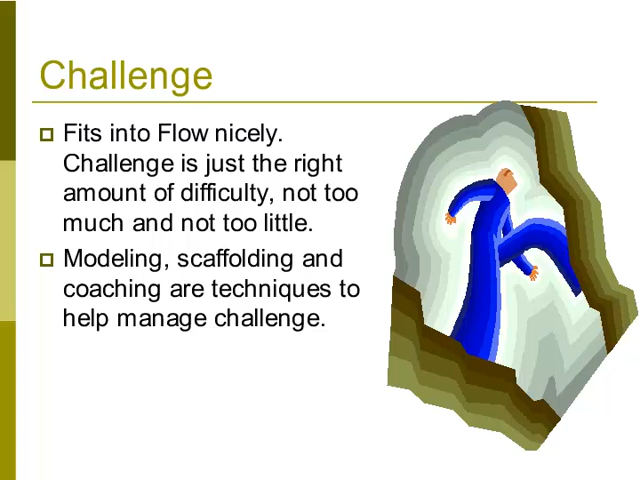 Challenge
Fits into Flow nicely.
Challenge is just the right
amount of difficulty, not too
much and not too little.
Modeling, scaffolding and
coaching are techniques to
help manage challenge.